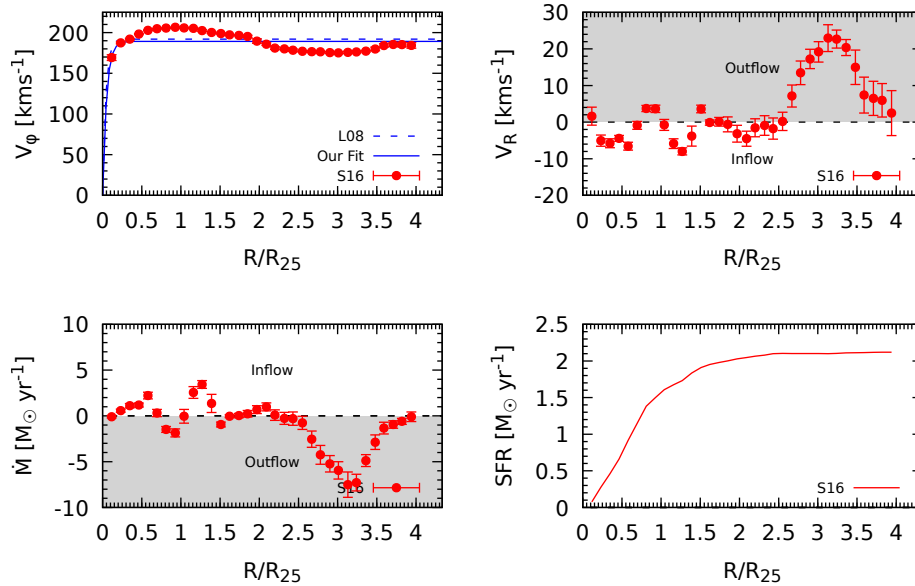 200
150
100
50
0
V_φ [kms⁻¹]
L08
Our Fit
S16
0 0.5 1 1.5 2 2.5 3 3.5 4
R/R₂₅
30
20
10
0
-10
-20
V_R [kms⁻¹]
Outflow
Inflow
S16
0 0.5 1 1.5 2 2.5 3 3.5 4
R/R₂₅
10
5
0
-5
-10
Ṁ [M⊙ yr⁻¹]
Inflow
Outflow
S16
0 0.5 1 1.5 2 2.5 3 3.5 4
R/R₂₅
2.5
2
1.5
1
0.5
0
SFR [M⊙ yr⁻¹]
S16
0 0.5 1 1.5 2 2.5 3 3.5 4
R/R₂₅